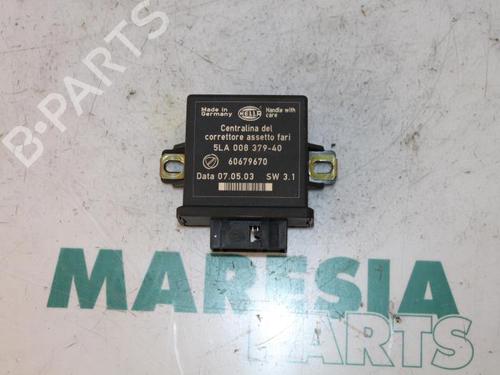 B-PARTS
Made in
Germany
HELLA
Handle with
care
Centralina del
correttore assetto fari
5LA 008 379-40
60679670
Data 07.05.03 SW 3.1
MARESIA
PARTS